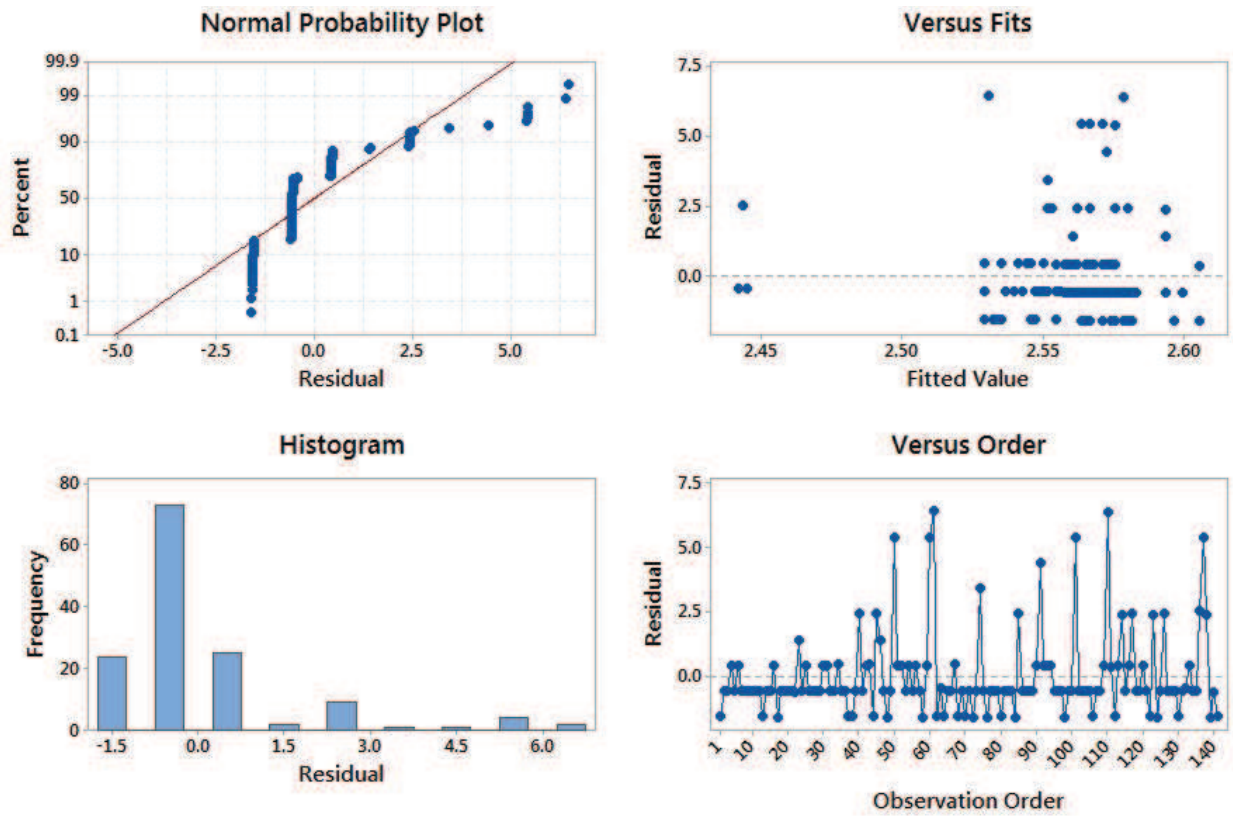 Normal Probability Plot
99.9
99
90
50
10
1
0.1
Percent
-5.0 -2.5 0.0 2.5 5.0
Residual
Versus Fits
7.5
5.0
2.5
0.0
Residual
2.45 2.50 2.55 2.60
Fitted Value
Histogram
80
60
40
20
0
Frequency
-1.5 0.0 1.5 3.0 4.5 6.0
Residual
Versus Order
7.5
5.0
2.5
0.0
Residual
1 10 20 30 40 50 60 70 80 90 100 110 120 130 140
Observation Order